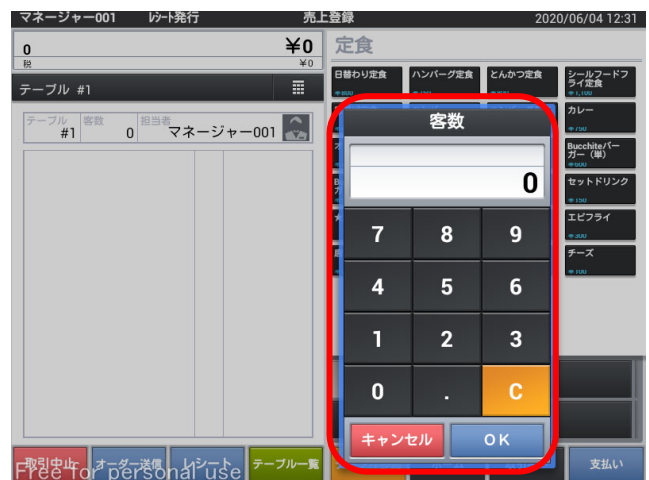 マネージャー001 レシート発行 売上登録 2020/06/04 12:31
0 ¥0
税 ¥0
テーブル #1
テーブル #1 客数 0 担当者 マネージャー001
定食
日替わり定食 ハンバーグ定食 とんかつ定食 シールフードフライ定食
¥800 ¥1,100
カレー
¥750
Bucchiteバーガー（単）
¥600
セットドリンク
¥150
エビフライ
¥300
チーズ
¥100
客数
0
7 8 9
4 5 6
1 2 3
0 . C
キャンセル OK
取引中止 オーダー送信 レシート テーブル一覧 支払い
Free for personal use